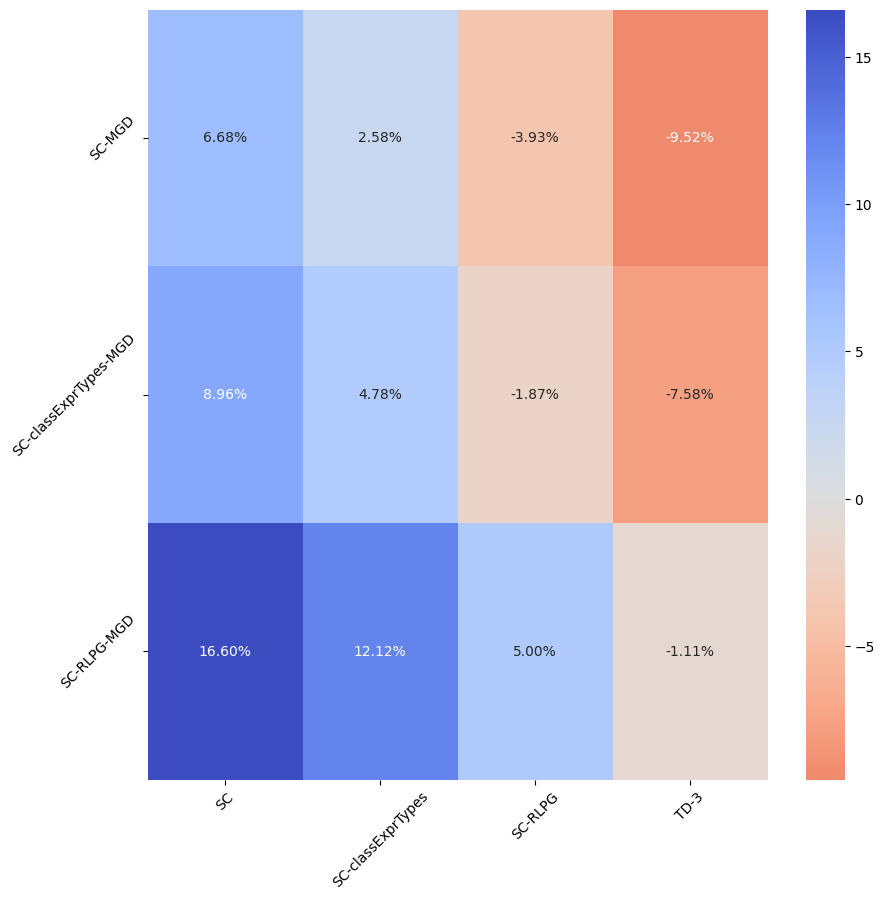 SC-MGD
6.68% 2.58% -3.93% -9.52%
SC-classExprTypes-MGD
8.96% 4.78% -1.87% -7.58%
SC-RLPG-MGD
16.60% 12.12% 5.00% -1.11%
SC
SC-classExprTypes
SC-RLPG
TD-3
15
10
5
0
−5